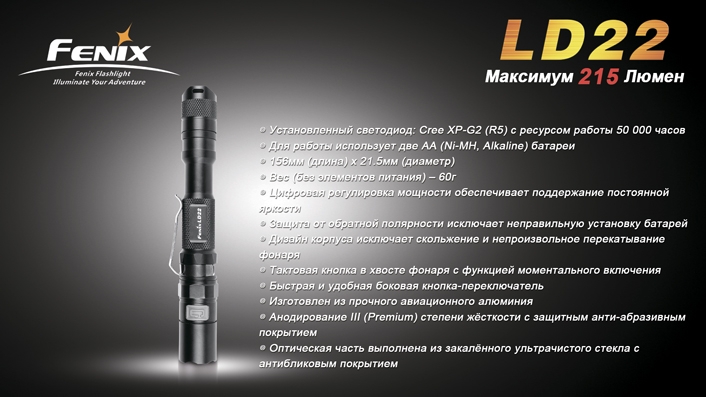 FENIX
Fenix Flashlight
Illuminate Your Adventure
LD22
Максимум 215 Люмен
Установленный светодиод: Cree XP-G2 (R5) с ресурсом работы 50 000 часов
Для работы использует две АА (Ni-MH, Alkaline) батареи
156мм (длина) x 21.5мм (диаметр)
Вес (без элементов питания) – 60г
Цифровая регулировка мощности обеспечивает поддержание постоянной
яркости
Защита от обратной полярности исключает неправильную установку батарей
Дизайн корпуса исключает скольжение и непроизвольное перекатывание
фонаря
Тактовая кнопка в хвосте фонаря с функцией моментального включения
Быстрая и удобная боковая кнопка-переключатель
Изготовлен из прочного авиационного алюминия
Анодирование III (Premium) степени жёсткости с защитным анти-абразивным
покрытием
Оптическая часть выполнена из закалённого ультрачистого стекла с
антибликовым покрытием
Fenix LD22